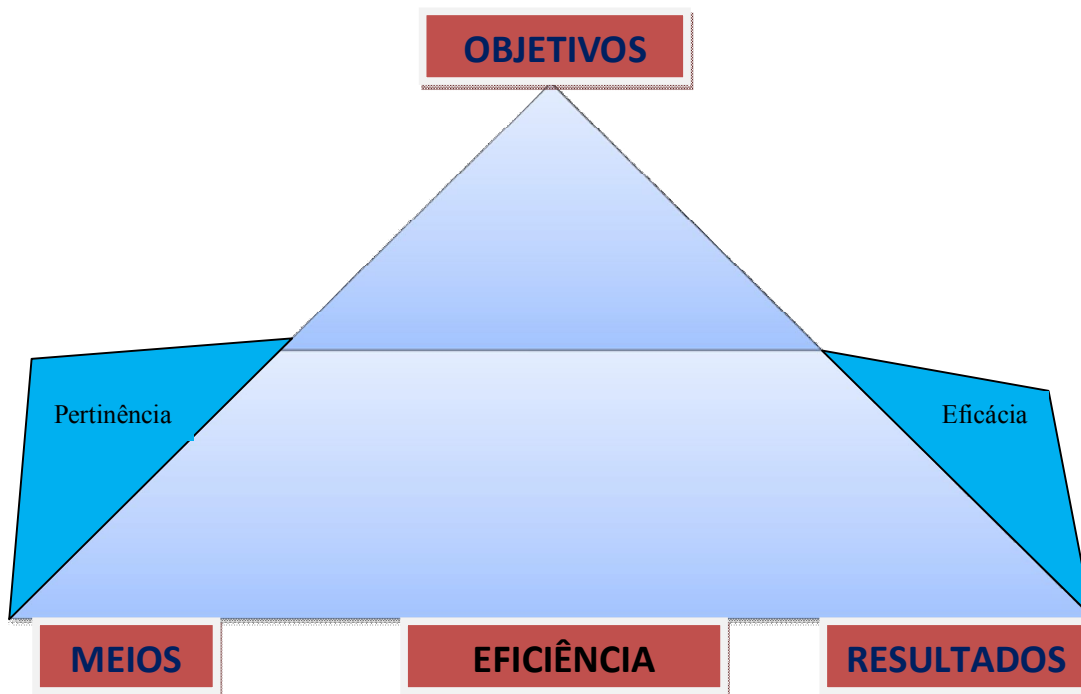 OBJETIVOS
Pertinência
Eficácia
MEIOS
EFICIÊNCIA
RESULTADOS